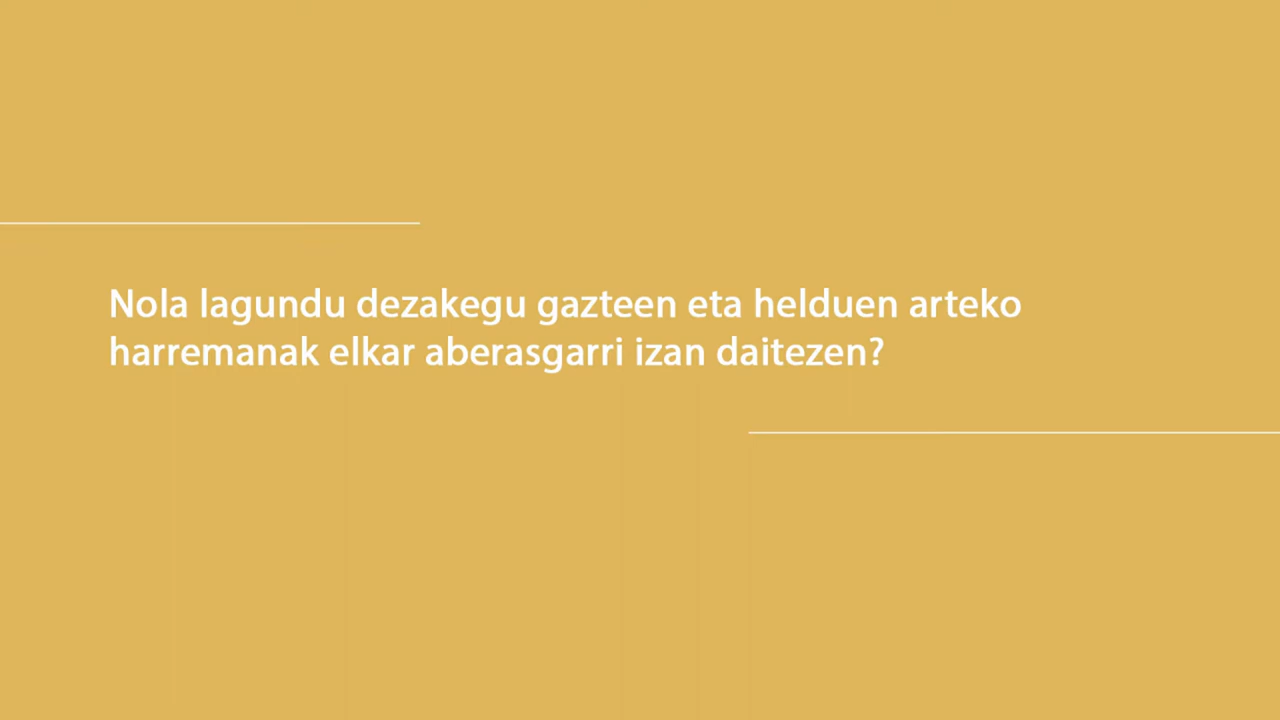 Nola lagundu dezakegu gazteen eta helduen arteko
harremanak elkar aberasgarri izan daitezen?